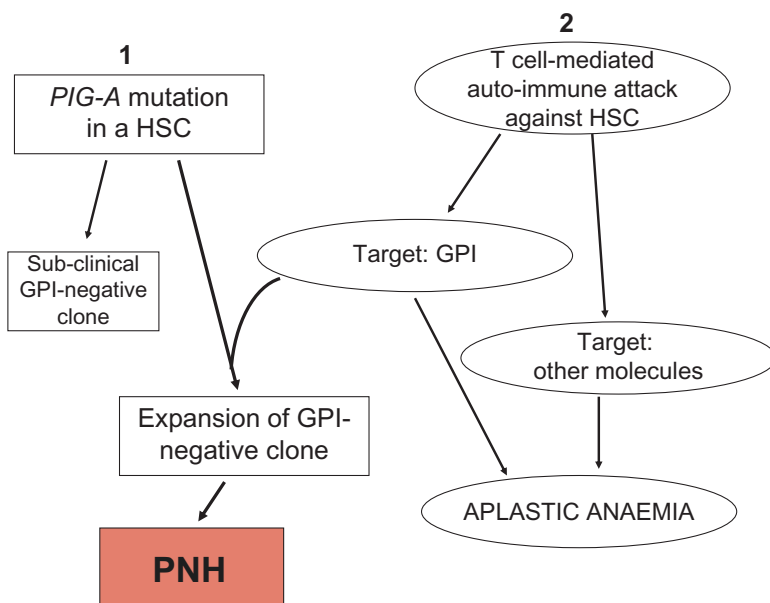 1
PIG-A mutation
in a HSC
2
T cell-mediated
auto-immune attack
against HSC
Sub-clinical
GPI-negative
clone
Target: GPI
Target:
other molecules
Expansion of GPI-
negative clone
APLASTIC ANAEMIA
PNH